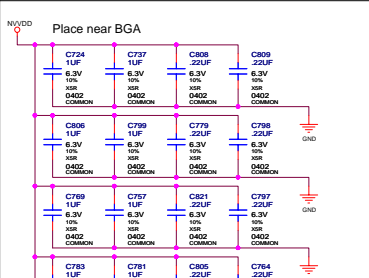 NVVDD
Place near BGA
C724 C737 C808 C809
1UF 1UF .22UF .22UF
6.3V 6.3V 6.3V 6.3V
10% 10% 10% 10%
X5R X5R X5R X5R
0402 0402 0402 0402
COMMON COMMON COMMON COMMON
GND
C806 C799 C779 C798
1UF 1UF .22UF .22UF
6.3V 6.3V 6.3V 6.3V
10% 10% 10% 10%
X5R X5R X5R X5R
0402 0402 0402 0402
COMMON COMMON COMMON COMMON
GND
C769 C757 C821 C797
1UF 1UF .22UF .22UF
6.3V 6.3V 6.3V 6.3V
10% 10% 10% 10%
X5R X5R X5R X5R
0402 0402 0402 0402
COMMON COMMON COMMON COMMON
C783 C781 C805 C764
1UF 1UF .22UF .22UF